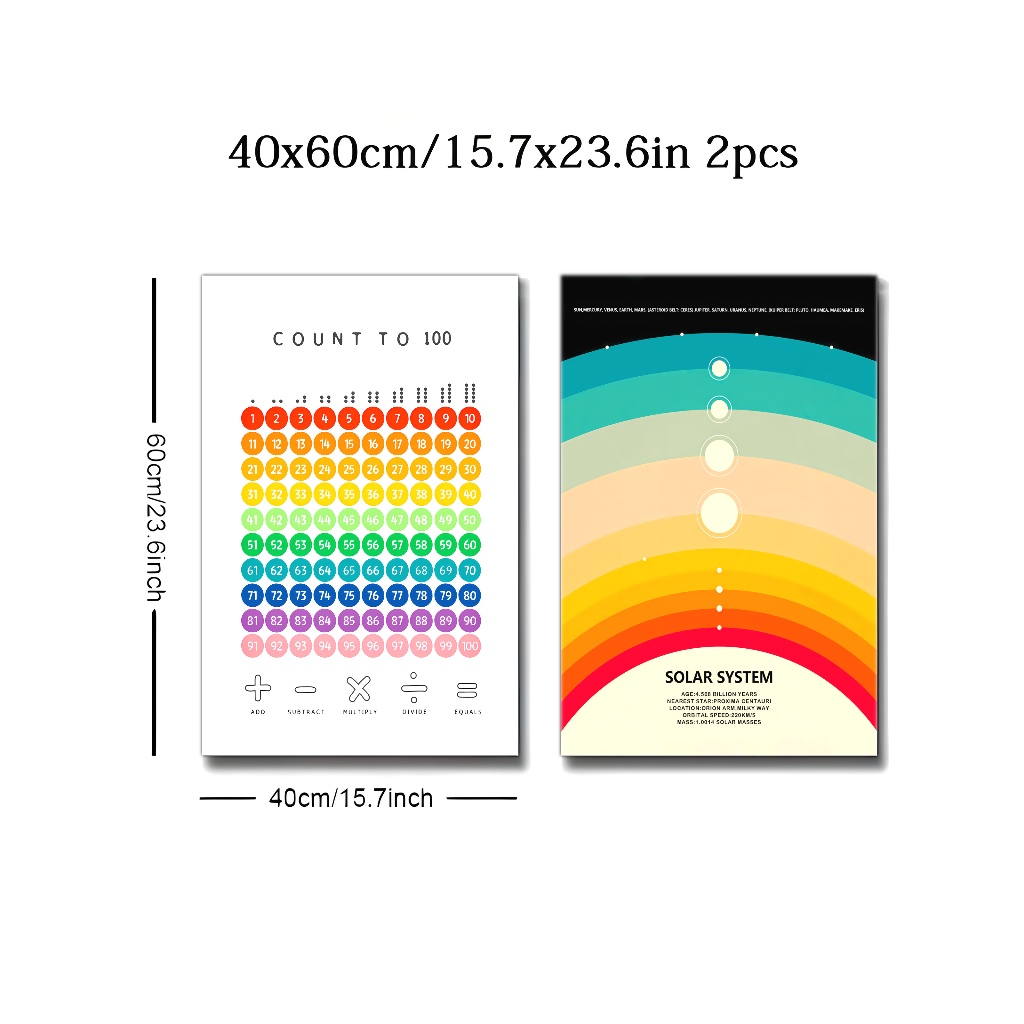 40x60cm/15.7x23.6in 2pcs
60cm/23.6inch
COUNT TO 100
1 2 3 4 5 6 7 8 9 10
11 12 13 14 15 16 17 18 19 20
21 22 23 24 25 26 27 28 29 30
31 32 33 34 35 36 37 38 39 40
41 42 43 44 45 46 47 48 49 50
51 52 53 54 55 56 57 58 59 60
61 62 63 64 65 66 67 68 69 70
71 72 73 74 75 76 77 78 79 80
81 82 83 84 85 86 87 88 89 90
91 92 93 94 95 96 97 98 99 100
ADD SUBTRACT MULTIPLY DIVIDE EQUALS
40cm/15.7inch
SUN,MERCURY, VENUS, EARTH, MARS, (ASTEROID BELT: CERES) JUPITER, SATURN, URANUS, NEPTUNE, (KUIPER BELT: PLUTO, HAUMEA, MAKEMAKE, ERIS)
SOLAR SYSTEM
AGE:4.568 BILLION YEARS
NEAREST STAR:PROXIMA CENTAURI
LOCATION:ORION ARM,MILKY WAY
ORBITAL SPEED:220KM/S
MASS:1.0014 SOLAR MASSES